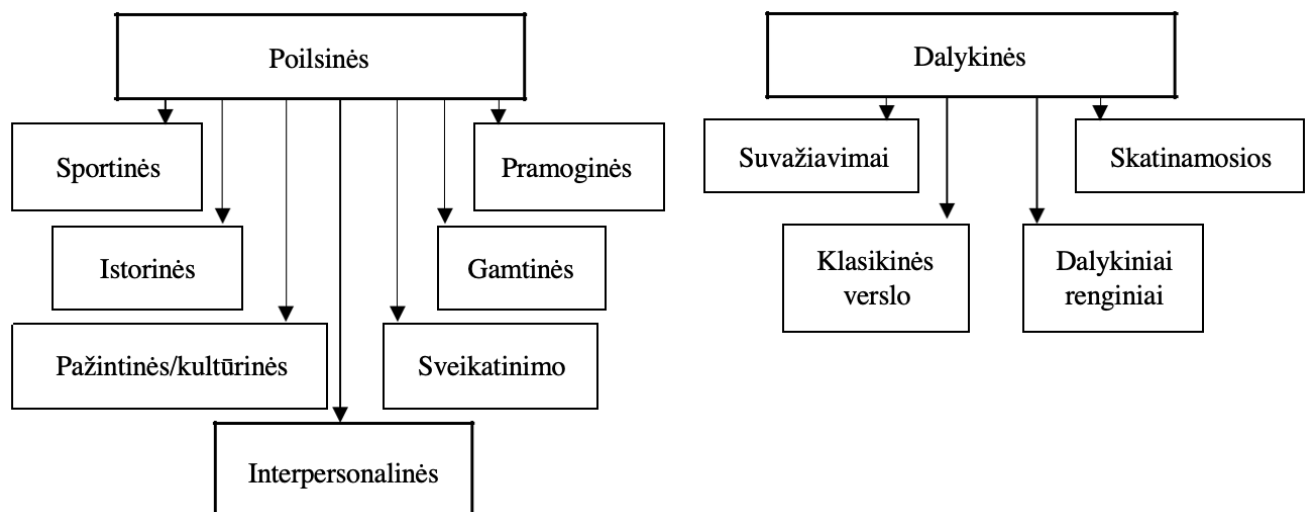 Poilsinės
Dalykinės
Sportinės
Pramoginės
Suvažiavimai
Skatinamosios
Istorinės
Gamtinės
Klasikinės
verslo
Dalykiniai
renginiai
Pažintinės/kultūrinės
Sveikatinimo
Interpersonalinės